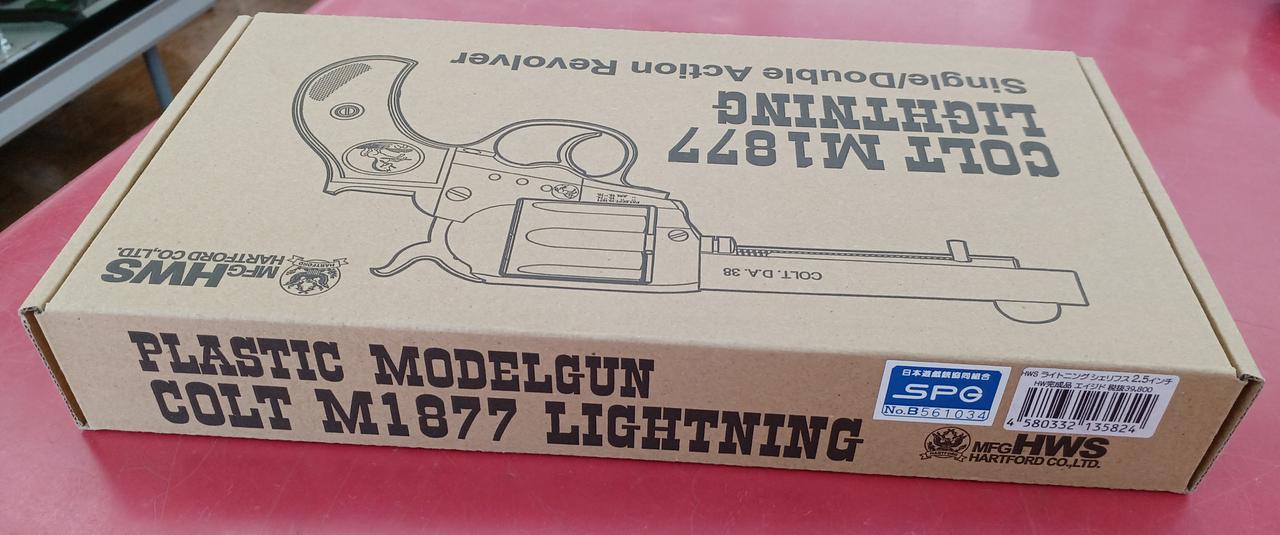 Single/Double Action Revolver
COLT M1877
LIGHTNING
COLT. D.A. 38
MFG HWS
HARTFORD CO.,LTD.
HARTFORD
PLASTIC MODELGUN
COLT M1877 LIGHTNING
日本遊戯銃協同組合
SPG
No.B561034
HWS ライトニング シェリフス 2.5インチ
HW完成品 エイジド 税抜39,800
4 580332 135824
HARTFORD
MFG HWS
HARTFORD CO.,LTD.